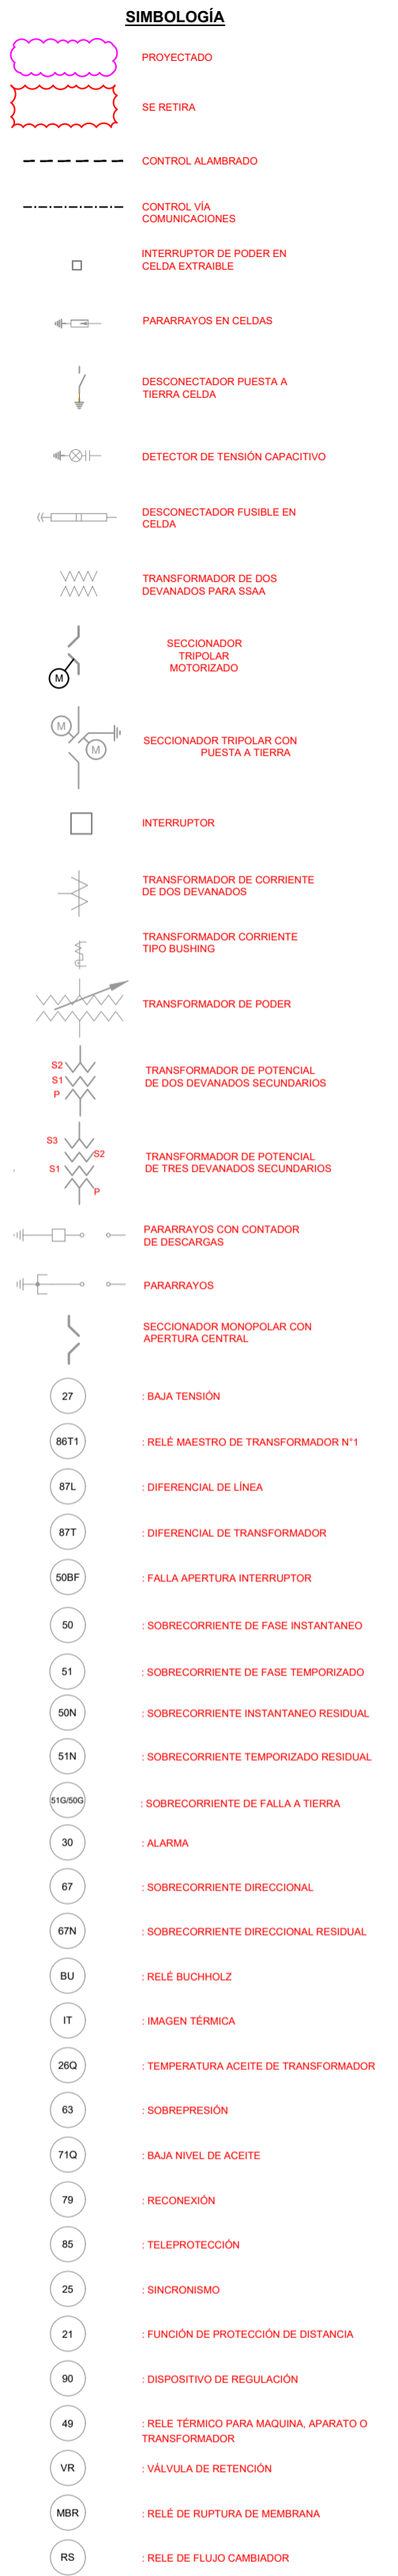 SIMBOLOGÍA
PROYECTADO
SE RETIRA
CONTROL ALAMBRADO
CONTROL VÍA
COMUNICACIONES
INTERRUPTOR DE PODER EN
CELDA EXTRAIBLE
PARARRAYOS EN CELDAS
DESCONECTADOR PUESTA A
TIERRA CELDA
DETECTOR DE TENSIÓN CAPACITIVO
DESCONECTADOR FUSIBLE EN
CELDA
TRANSFORMADOR DE DOS
DEVANADOS PARA SSAA
SECCIONADOR
TRIPOLAR
MOTORIZADO
M
M
M
SECCIONADOR TRIPOLAR CON
PUESTA A TIERRA
INTERRUPTOR
TRANSFORMADOR DE CORRIENTE
DE DOS DEVANADOS
TRANSFORMADOR CORRIENTE
TIPO BUSHING
TRANSFORMADOR DE PODER
S2
S1
P
TRANSFORMADOR DE POTENCIAL
DE DOS DEVANADOS SECUNDARIOS
S3
S2
S1
P
TRANSFORMADOR DE POTENCIAL
DE TRES DEVANADOS SECUNDARIOS
PARARRAYOS CON CONTADOR
DE DESCARGAS
PARARRAYOS
SECCIONADOR MONOPOLAR CON
APERTURA CENTRAL
27 : BAJA TENSIÓN
86T1 : RELÉ MAESTRO DE TRANSFORMADOR N°1
87L : DIFERENCIAL DE LÍNEA
87T : DIFERENCIAL DE TRANSFORMADOR
50BF : FALLA APERTURA INTERRUPTOR
50 : SOBRECORRIENTE DE FASE INSTANTANEO
51 : SOBRECORRIENTE DE FASE TEMPORIZADO
50N : SOBRECORRIENTE INSTANTANEO RESIDUAL
51N : SOBRECORRIENTE TEMPORIZADO RESIDUAL
51G/50G : SOBRECORRIENTE DE FALLA A TIERRA
30 : ALARMA
67 : SOBRECORRIENTE DIRECCIONAL
67N : SOBRECORRIENTE DIRECCIONAL RESIDUAL
BU : RELÉ BUCHHOLZ
IT : IMAGEN TÉRMICA
26Q : TEMPERATURA ACEITE DE TRANSFORMADOR
63 : SOBREPRESIÓN
71Q : BAJA NIVEL DE ACEITE
79 : RECONEXIÓN
85 : TELEPROTECCIÓN
25 : SINCRONISMO
21 : FUNCIÓN DE PROTECCIÓN DE DISTANCIA
90 : DISPOSITIVO DE REGULACIÓN
49 : RELE TÉRMICO PARA MAQUINA, APARATO O
TRANSFORMADOR
VR : VÁLVULA DE RETENCIÓN
MBR : RELÉ DE RUPTURA DE MEMBRANA
RS : RELE DE FLUJO CAMBIADOR